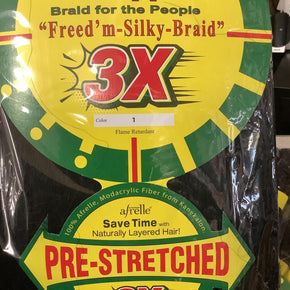 Braid for the People
"Freed'm-Silky-Braid"
3X
Color 1
Flame Retardant
100% Afrelle, Modacrylic Fiber From Kanekalon.
afrelle
Save Time with
Naturally Layered Hair!
PRE-STRETCHED
3X